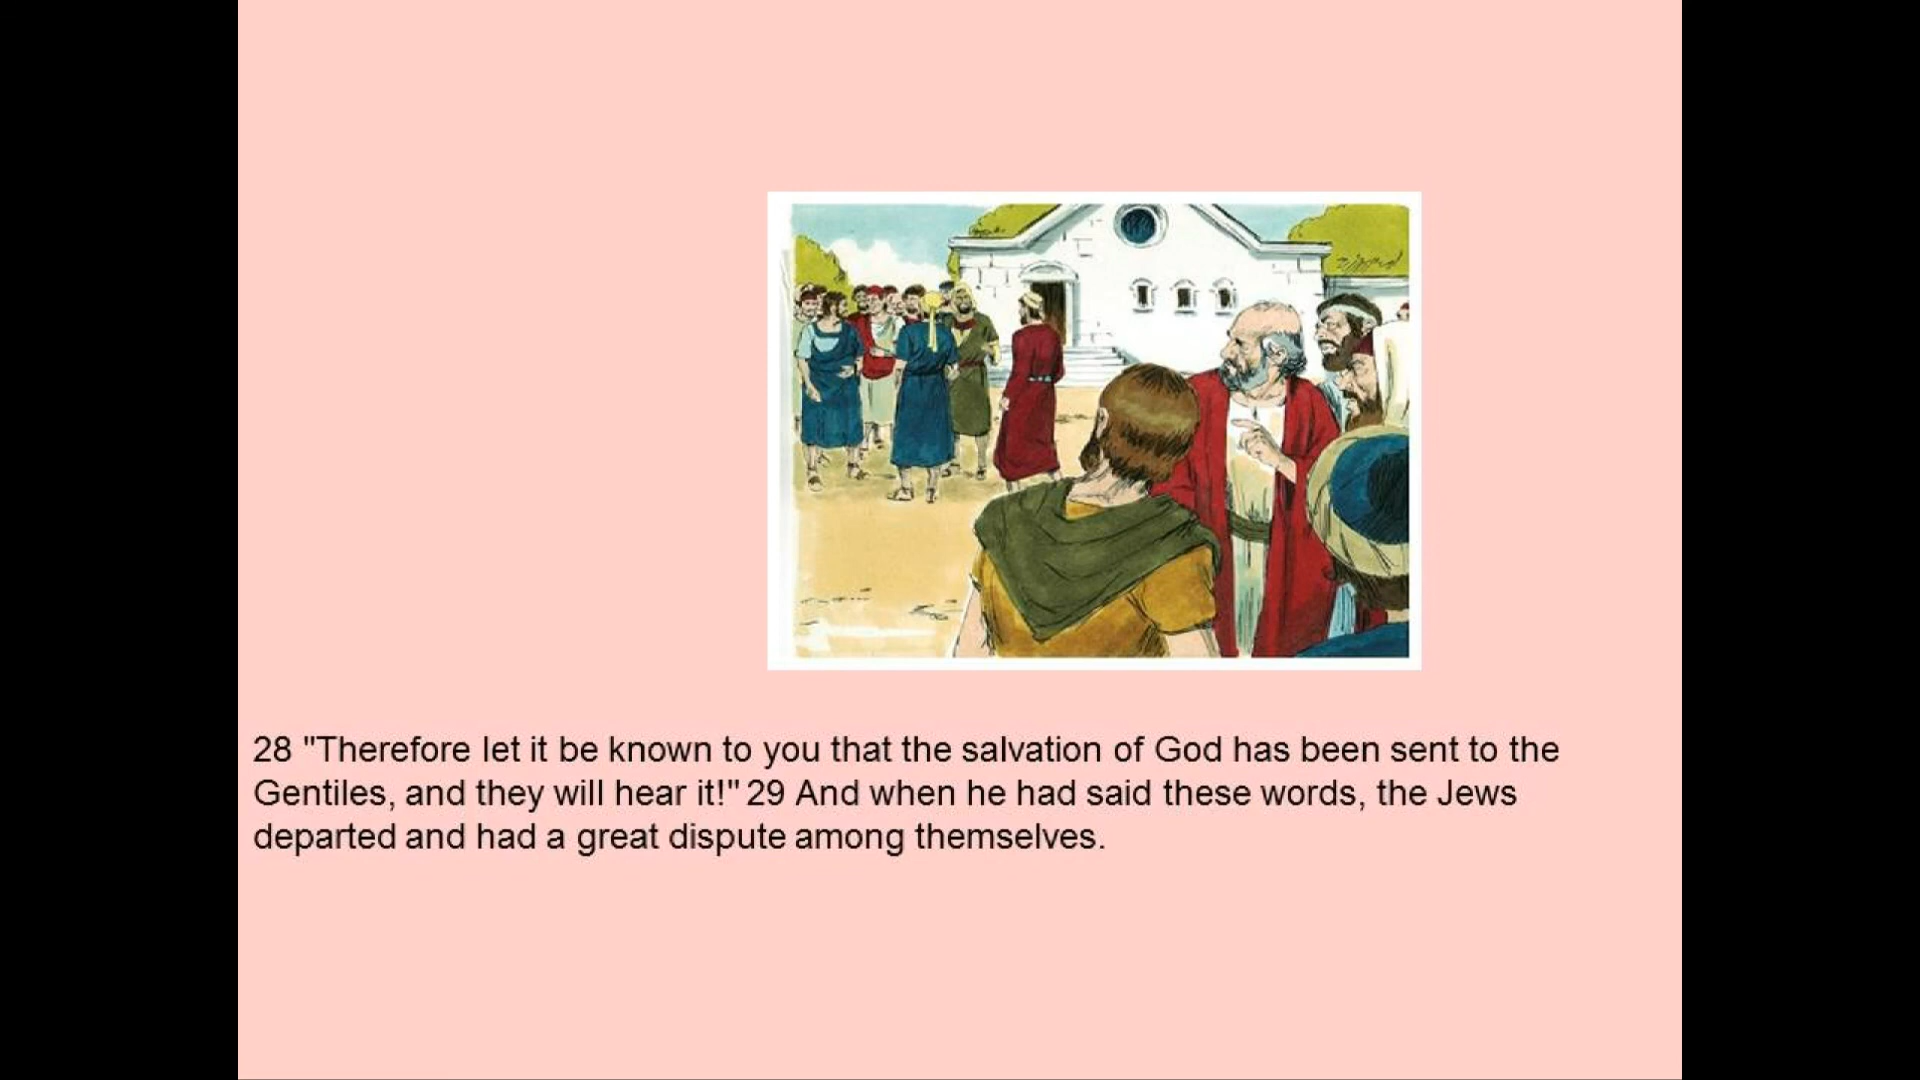 28 "Therefore let it be known to you that the salvation of God has been sent to the
Gentiles, and they will hear it!" 29 And when he had said these words, the Jews
departed and had a great dispute among themselves.